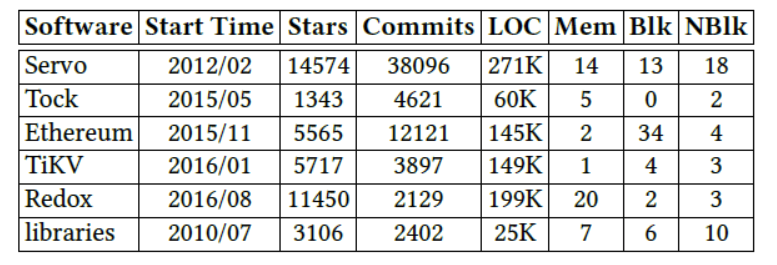 Software Start Time Stars Commits LOC Mem Blk NBlk
Servo 2012/02 14574 38096 271K 14 13 18
Tock 2015/05 1343 4621 60K 5 0 2
Ethereum 2015/11 5565 12121 145K 2 34 4
TiKV 2016/01 5717 3897 149K 1 4 3
Redox 2016/08 11450 2129 199K 20 2 3
libraries 2010/07 3106 2402 25K 7 6 10